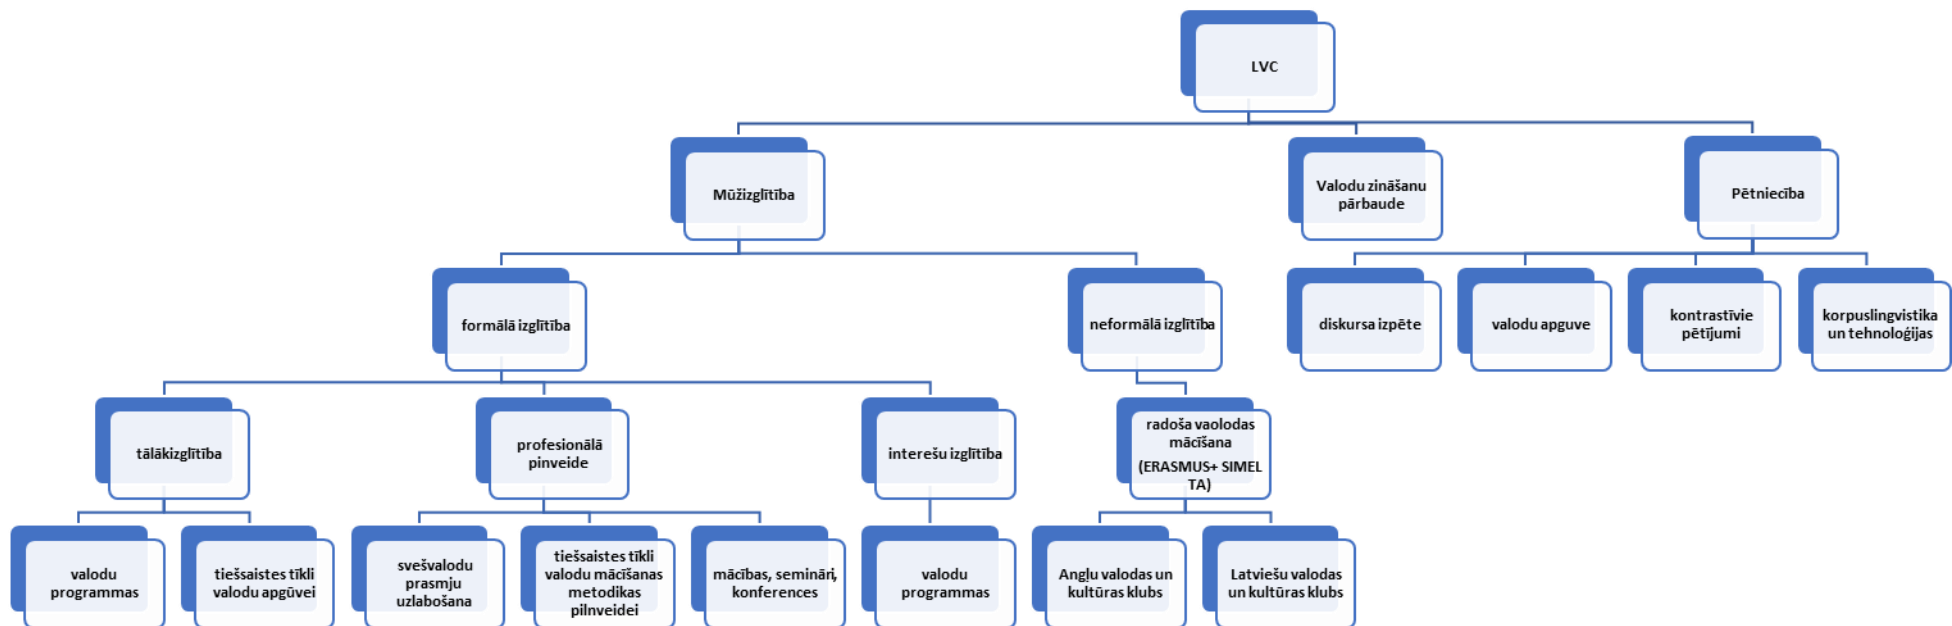 LVC
Mūžizglītība
Valodu zināšanu
pārbaude
Pētniecība
formālā izglītība
neformālā izglītība
diskursa izpēte
valodu apguve
kontrastīvie
pētījumi
korpuslingvistika
un tehnoloģijas
tālākizglītība
profesionālā
pinveide
interešu izglītība
radoša vaolodas
mācīšana
(ERASMUS+ SIMEL
TA)
valodu
programmas
tiešsaistes tīkli
valodu apgūvei
svešvalodu
prasmju
uzlabošana
tiešsaistes tīkli
valodu mācīšanas
metodikas
pilnveidei
mācības, semināri,
konferences
valodu
programmas
Angļu valodas un
kultūras klubs
Latviešu valodas
un kultūras klubs